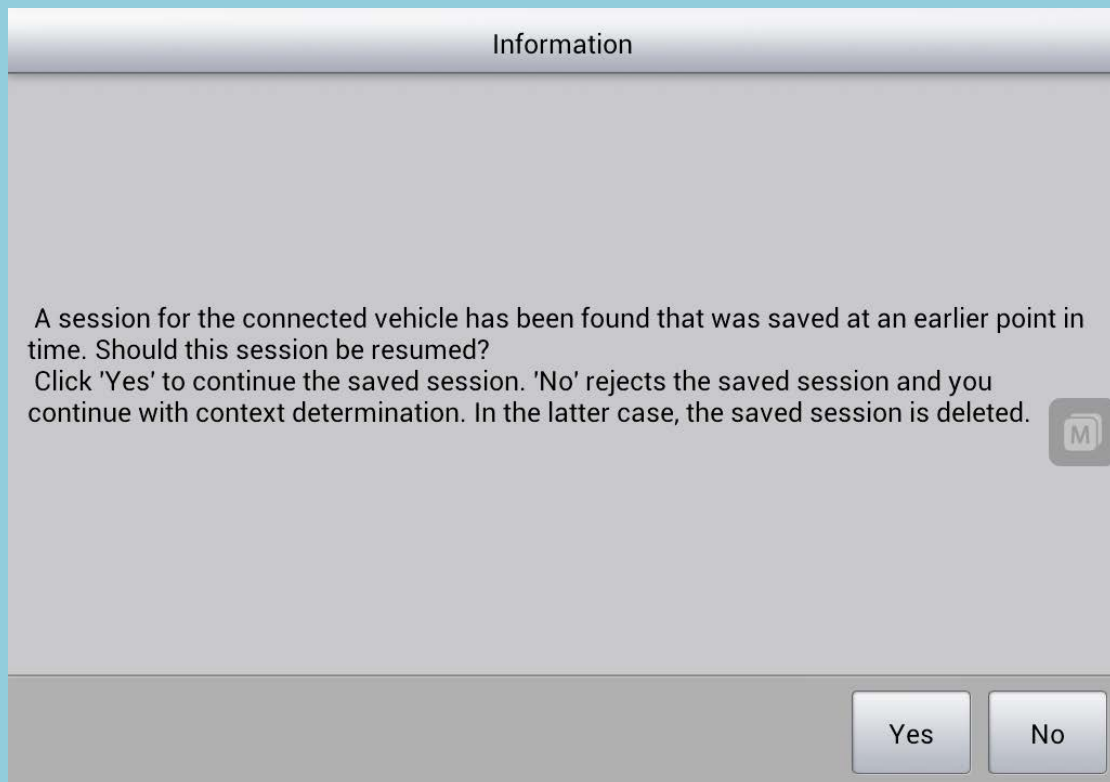 Information
A session for the connected vehicle has been found that was saved at an earlier point in
time. Should this session be resumed?
Click 'Yes' to continue the saved session. 'No' rejects the saved session and you
continue with context determination. In the latter case, the saved session is deleted.
M
Yes
No